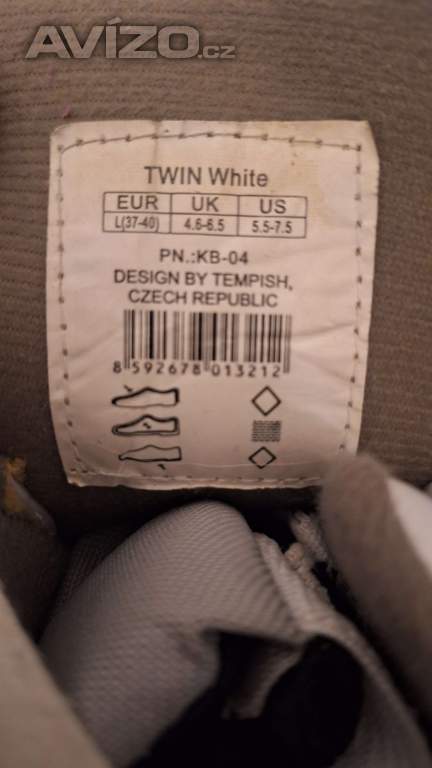 AVÍZO.cz
TWIN White
EUR UK US
L(37-40) 4.6-6.5 5.5-7.5
PN.:KB-04
DESIGN BY TEMPISH,
CZECH REPUBLIC
8 592678 013212